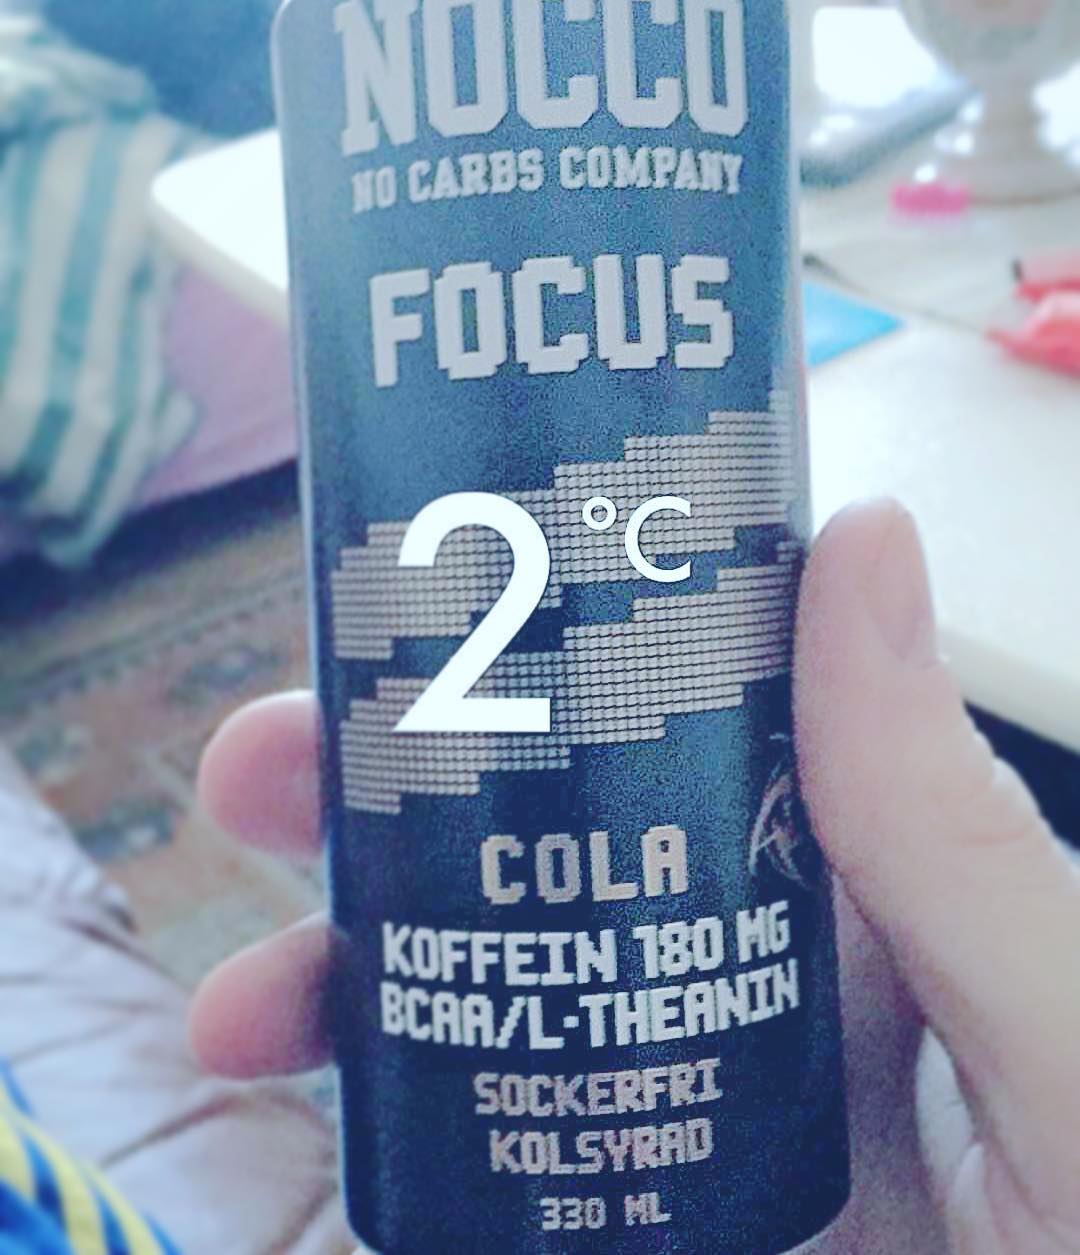 NOCCO
NO CARBS COMPANY
FOCUS
2 °C
COLA
KOFFEIN 180 MG
BCAA/L-THEANIN
SOCKERFRI
KOLSYRAD
330 ML